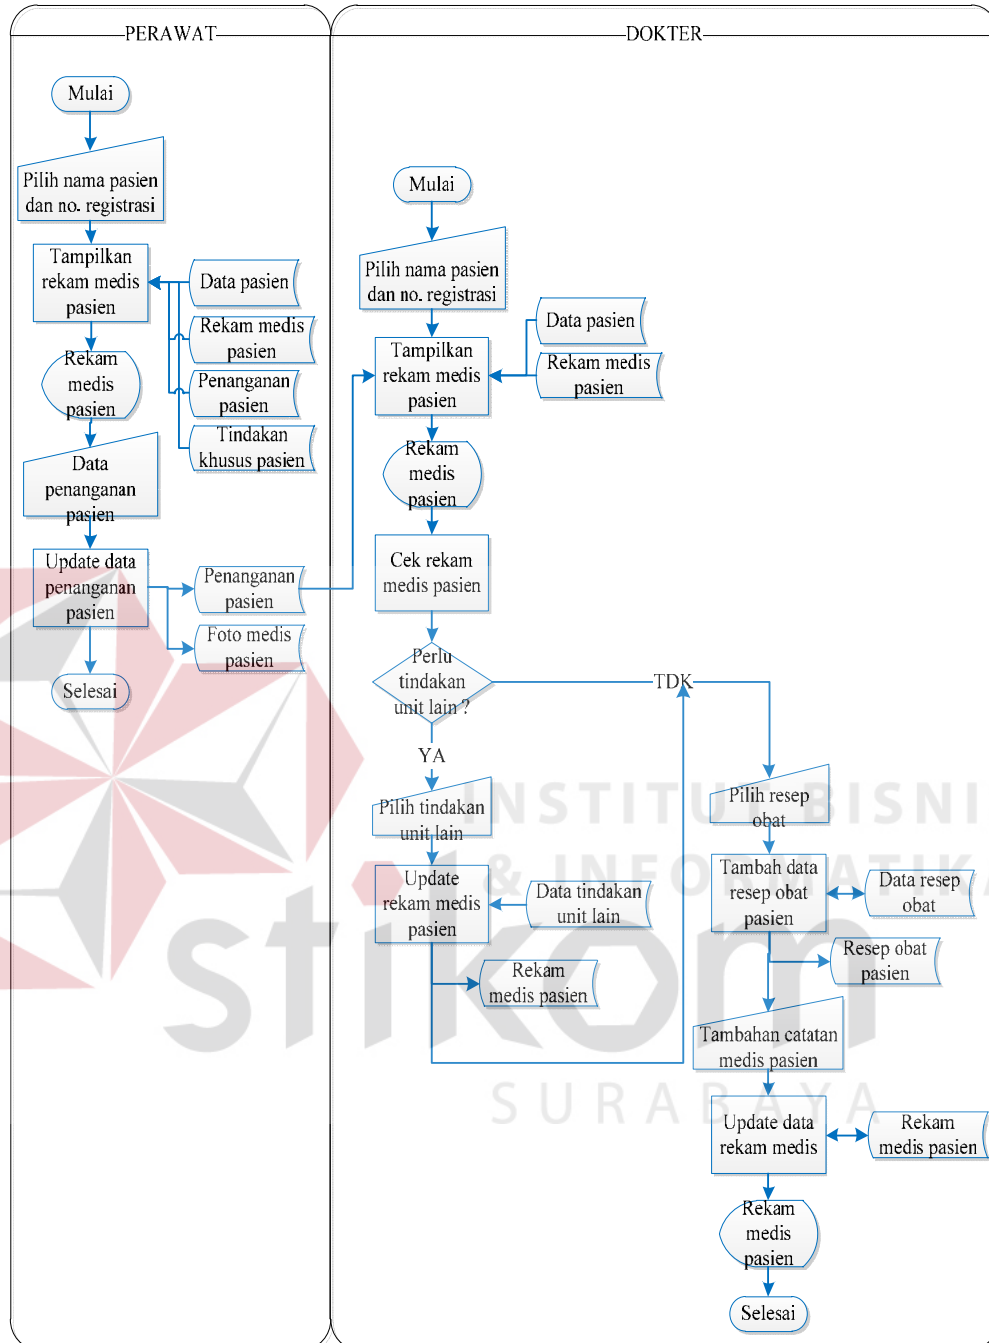 PERAWAT
DOKTER
Mulai
Pilih nama pasien
dan no. registrasi
Tampilkan
rekam medis
pasien
Data pasien
Rekam medis
pasien
Penanganan
pasien
Tindakan
khusus pasien
Rekam
medis
pasien
Data
penanganan
pasien
Update data
penanganan
pasien
Penanganan
pasien
Foto medis
pasien
Selesai
Mulai
Pilih nama pasien
dan no. registrasi
Tampilkan
rekam medis
pasien
Data pasien
Rekam medis
pasien
Rekam
medis
pasien
Cek rekam
medis pasien
Perlu
tindakan
unit lain ?
TDK
YA
Pilih tindakan
unit lain
Update
rekam medis
pasien
Data tindakan
unit lain
Rekam
medis pasien
Pilih resep
obat
Tambah data
resep obat
pasien
Data resep
obat
Resep obat
pasien
Tambahan catatan
medis pasien
Update data
rekam medis
Rekam
medis pasien
Rekam
medis
pasien
Selesai
INSTITUT BISNI
& INFORMATIKA
stikom
SURABAYA